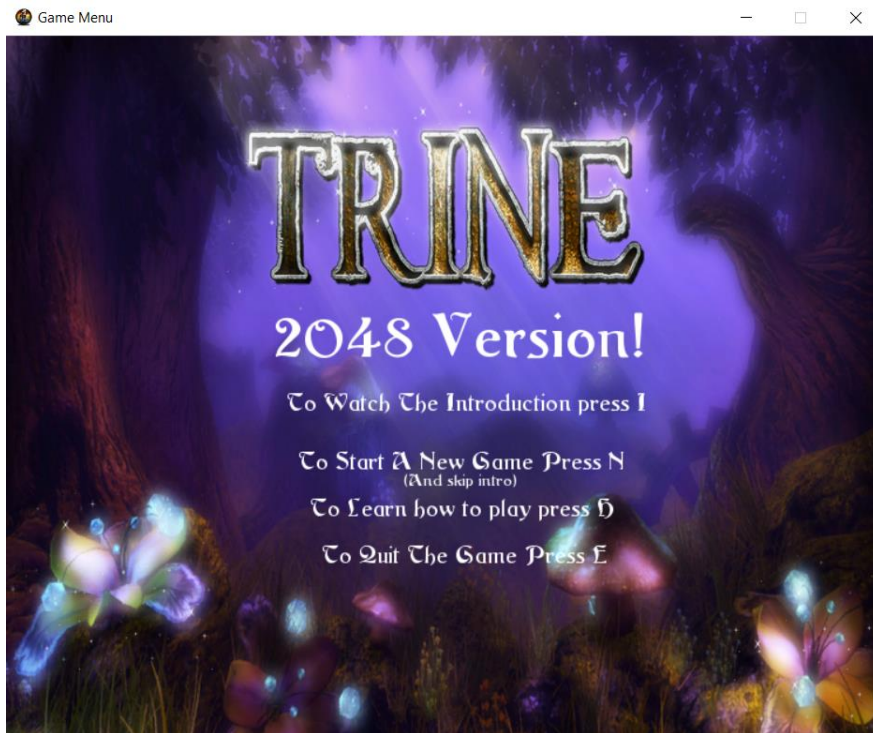 Game Menu
TRINE
2048 Version!
To Watch The Introduction press I
To Start A New Game Press N
(And skip intro)
To Learn how to play press H
To Quit The Game Press E